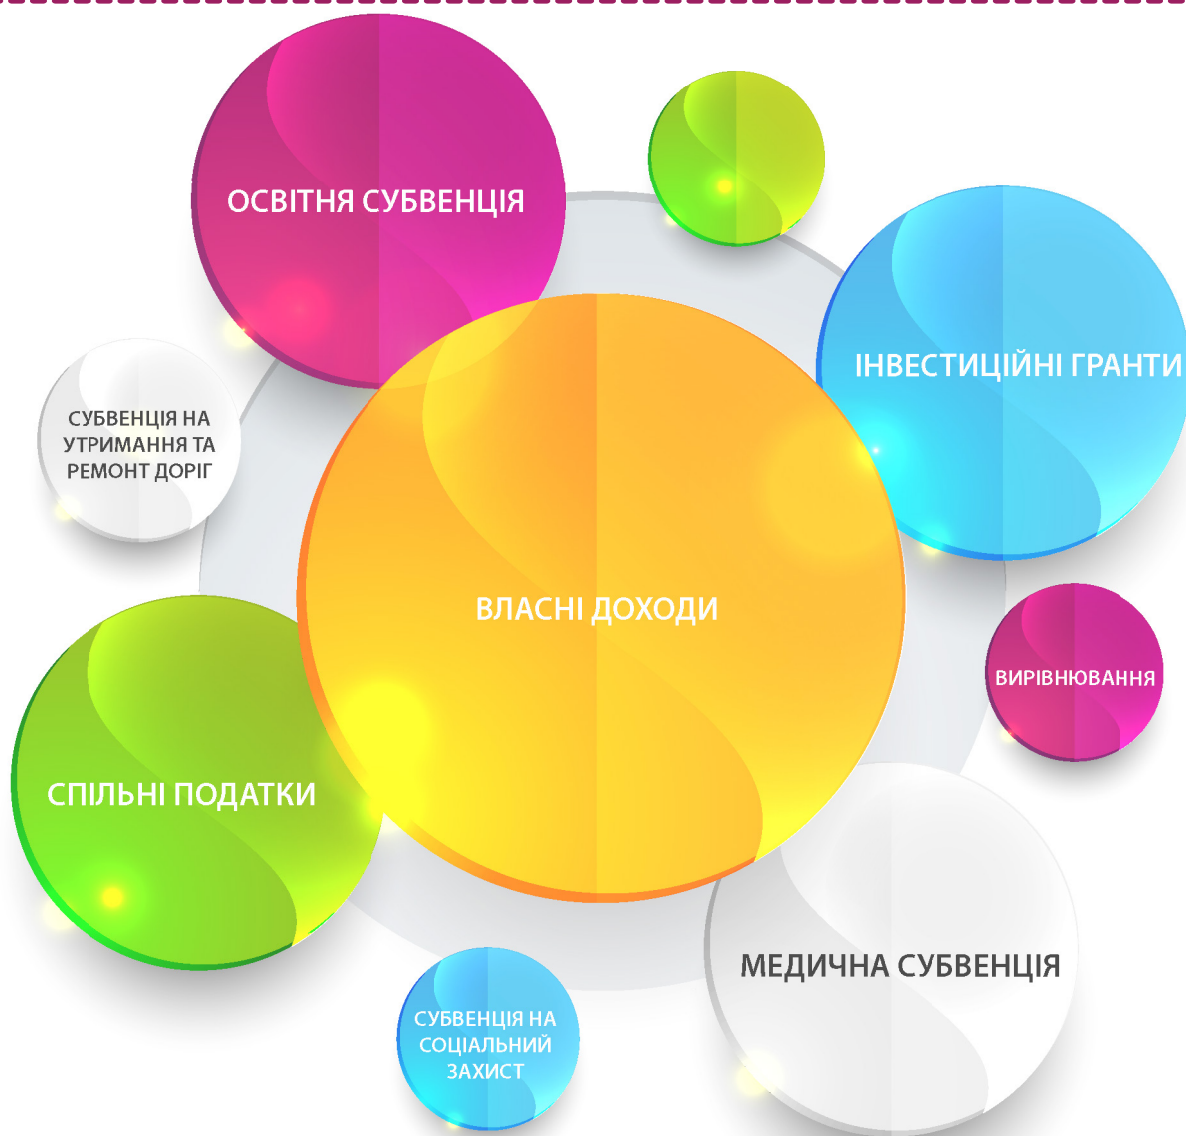 ОСВІТНЯ СУБВЕНЦІЯ
ІНВЕСТИЦІЙНІ ГРАНТИ
СУБВЕНЦІЯ НА
УТРИМАННЯ ТА
РЕМОНТ ДОРІГ
ВЛАСНІ ДОХОДИ
ВИРІВНЮВАННЯ
СПІЛЬНІ ПОДАТКИ
МЕДИЧНА СУБВЕНЦІЯ
СУБВЕНЦІЯ НА
СОЦІАЛЬНИЙ
ЗАХИСТ